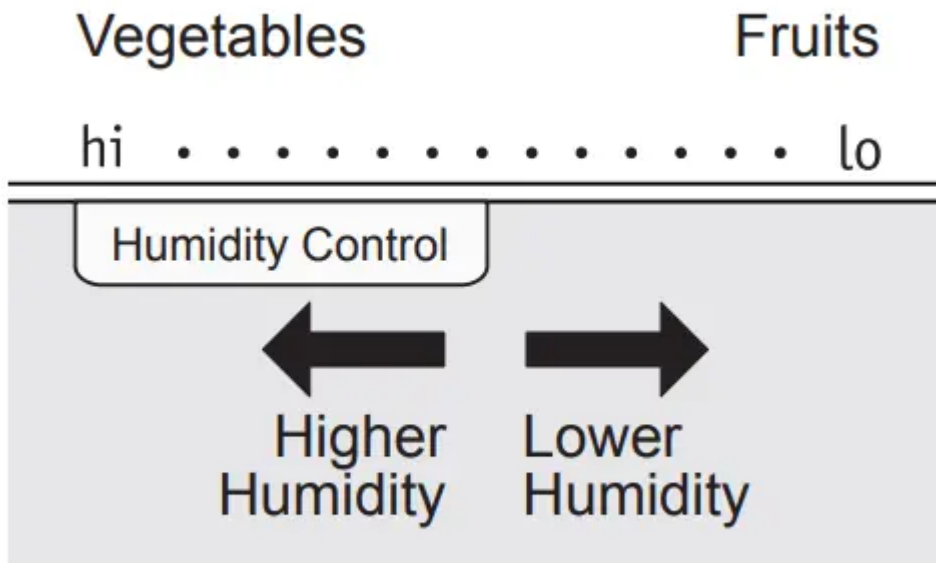 Vegetables Fruits
hi . . . . . . . . . . . . . lo
Humidity Control
Higher Lower
Humidity Humidity